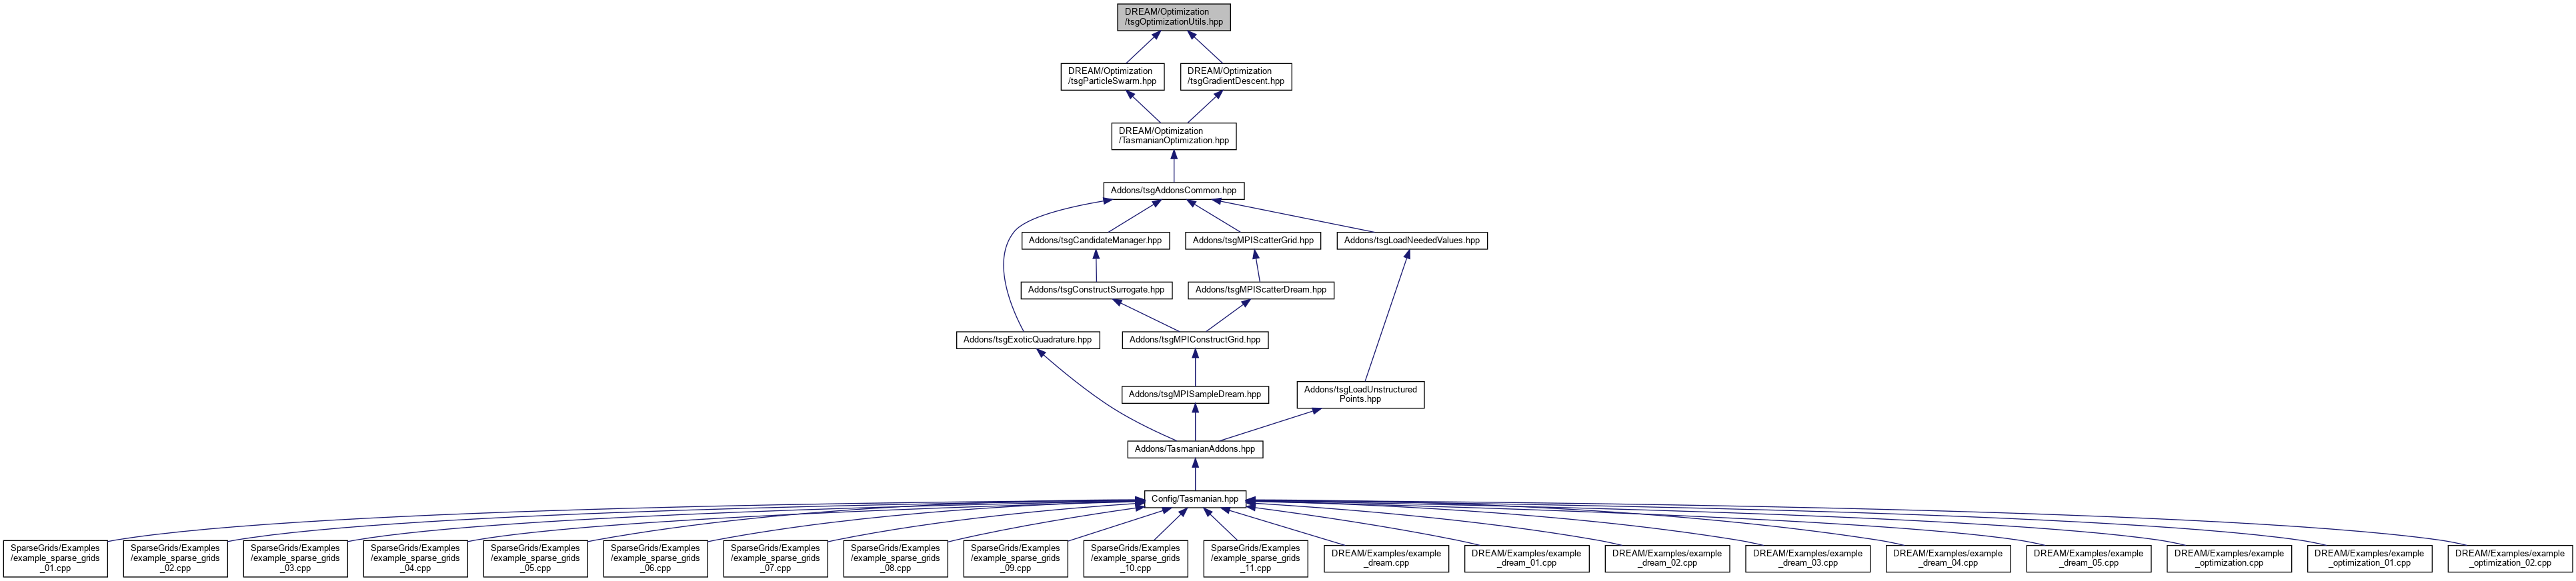 DREAM/Optimization
/tsgOptimizationUtils.hpp
DREAM/Optimization
/tsgParticleSwarm.hpp
DREAM/Optimization
/tsgGradientDescent.hpp
DREAM/Optimization
/TasmanianOptimization.hpp
Addons/tsgAddonsCommon.hpp
Addons/tsgCandidateManager.hpp
Addons/tsgMPIScatterGrid.hpp
Addons/tsgLoadNeededValues.hpp
Addons/tsgConstructSurrogate.hpp
Addons/tsgMPIScatterDream.hpp
Addons/tsgExoticQuadrature.hpp
Addons/tsgMPIConstructGrid.hpp
Addons/tsgMPISampleDream.hpp
Addons/tsgLoadUnstructured
Points.hpp
Addons/TasmanianAddons.hpp
Config/Tasmanian.hpp
SparseGrids/Examples
/example_sparse_grids
_01.cpp
SparseGrids/Examples
/example_sparse_grids
_02.cpp
SparseGrids/Examples
/example_sparse_grids
_03.cpp
SparseGrids/Examples
/example_sparse_grids
_04.cpp
SparseGrids/Examples
/example_sparse_grids
_05.cpp
SparseGrids/Examples
/example_sparse_grids
_06.cpp
SparseGrids/Examples
/example_sparse_grids
_07.cpp
SparseGrids/Examples
/example_sparse_grids
_08.cpp
SparseGrids/Examples
/example_sparse_grids
_09.cpp
SparseGrids/Examples
/example_sparse_grids
_10.cpp
SparseGrids/Examples
/example_sparse_grids
_11.cpp
DREAM/Examples/example
_dream.cpp
DREAM/Examples/example
_dream_01.cpp
DREAM/Examples/example
_dream_02.cpp
DREAM/Examples/example
_dream_03.cpp
DREAM/Examples/example
_dream_04.cpp
DREAM/Examples/example
_dream_05.cpp
DREAM/Examples/example
_optimization.cpp
DREAM/Examples/example
_optimization_01.cpp
DREAM/Examples/example
_optimization_02.cpp